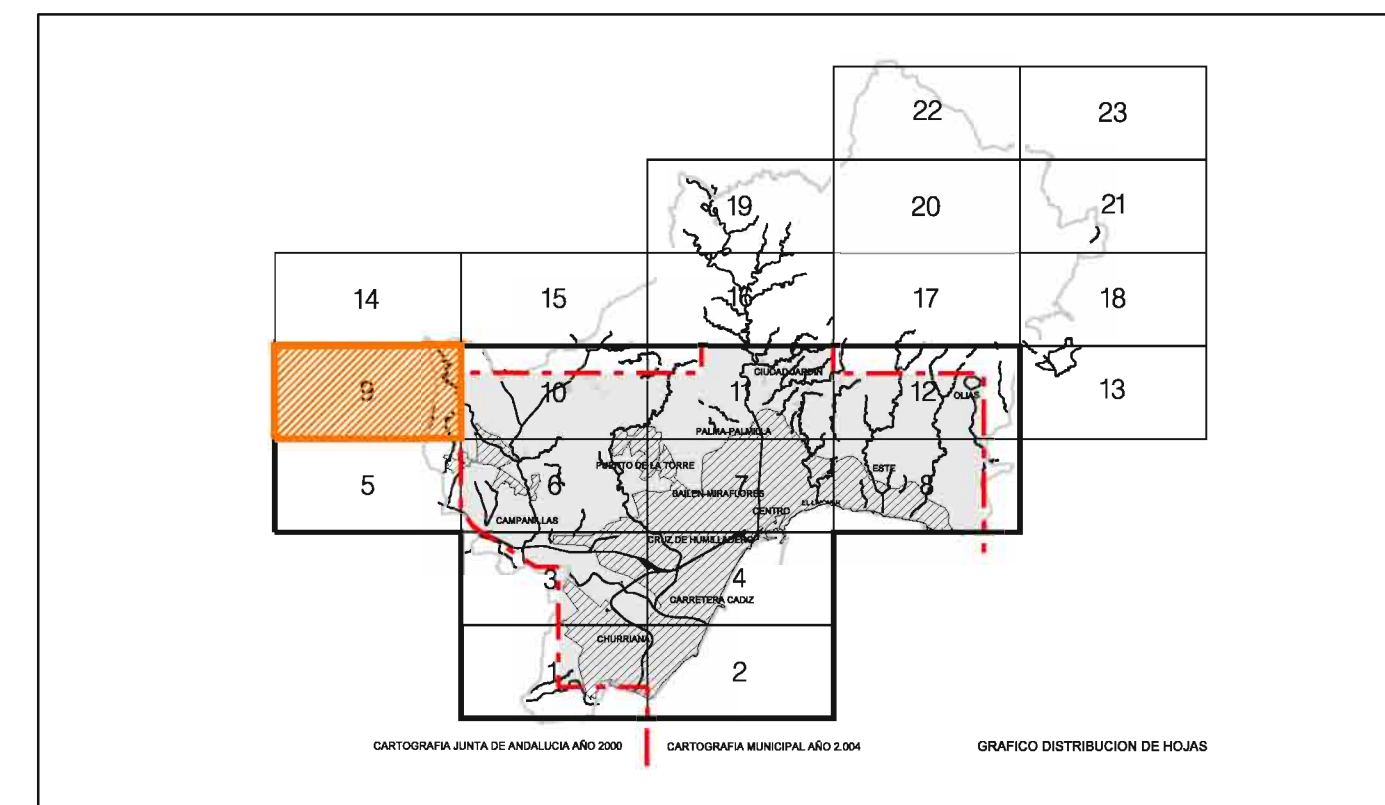 22 23
19 20 21
14 15 16 17 18
CIUDAD JARDIN
9 10 11 12 13
OLIAS
PALMA-PALMILLA
PUERTO DE LA TORRE
ESTE
5 6 7 8
BAILEN-MIRAFLORES
CENTRO
CAMPANILLAS
CRUZ DE HUMILLADERO
3 4
CARRETERA CADIZ
CHURRIANA
1 2
CARTOGRAFIA JUNTA DE ANDALUCIA AÑO 2000 CARTOGRAFIA MUNICIPAL AÑO 2.004 GRAFICO DISTRIBUCION DE HOJAS